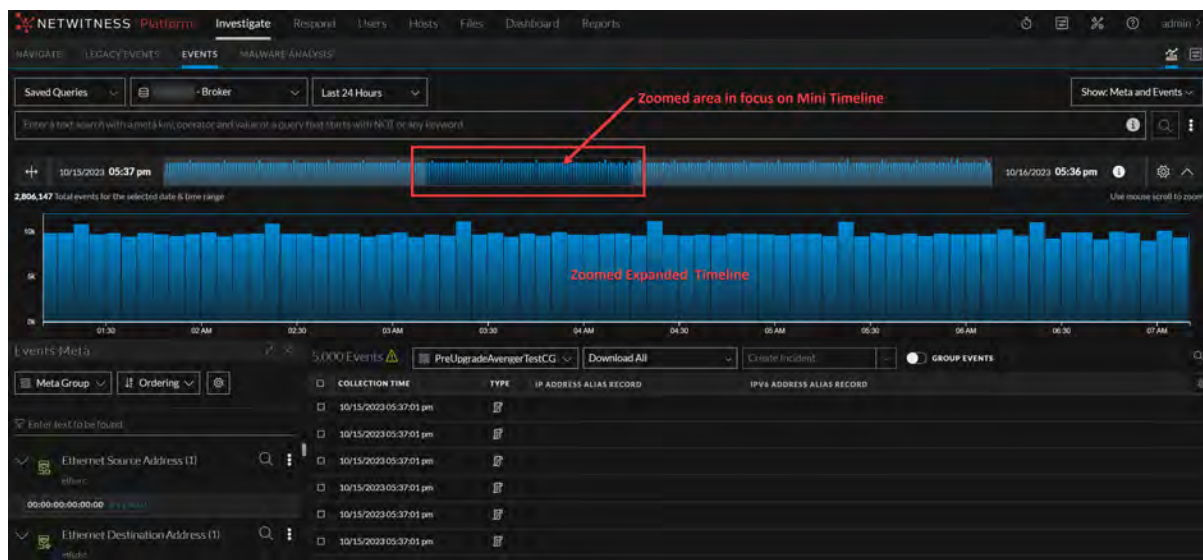 NETWITNESS Platform Investigate Respond Users Hosts Files Dashboard Reports admin
NAVIGATE LEGACY EVENTS EVENTS MALWARE ANALYSIS
Saved Queries - Broker Last 24 Hours Show: Meta and Events
Zoomed area in focus on Mini Timeline
Enter a text search with a meta key, operator and value or a query that starts with NOT or any keyword
10/15/2023 05:37 pm 10/16/2023 05:36 pm
2,806,147 Total events for the selected date & time range Use mouse scroll to zoom
10k
5k
Zoomed Expanded Timeline
0k
01:30 02 AM 02:30 03 AM 03:30 04 AM 04:30 05 AM 05:30 06 AM 06:30 07 AM
Events Meta 5,000 Events PreUpgradeAvengerTestCG Download All Create Incident GROUP EVENTS
Meta Group Ordering
COLLECTION TIME TYPE IP ADDRESS ALIAS RECORD IPV6 ADDRESS ALIAS RECORD
10/15/2023 05:37:01 pm
Enter text to be found
10/15/2023 05:37:01 pm
Ethernet Source Address (1) 10/15/2023 05:37:01 pm
10/15/2023 05:37:01 pm
00:00:00:00:00:00
10/15/2023 05:37:01 pm
Ethernet Destination Address (1) 10/15/2023 05:37:01 pm